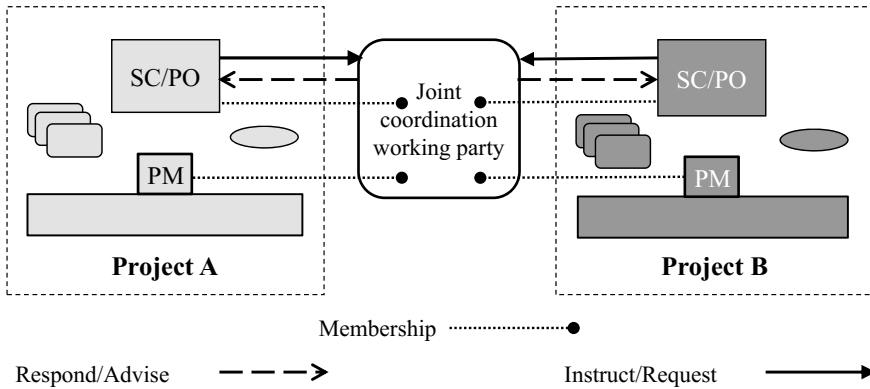 SC/PO
Joint
coordination
working party
SC/PO
PM
PM
Project A
Project B
Membership
Respond/Advise
Instruct/Request